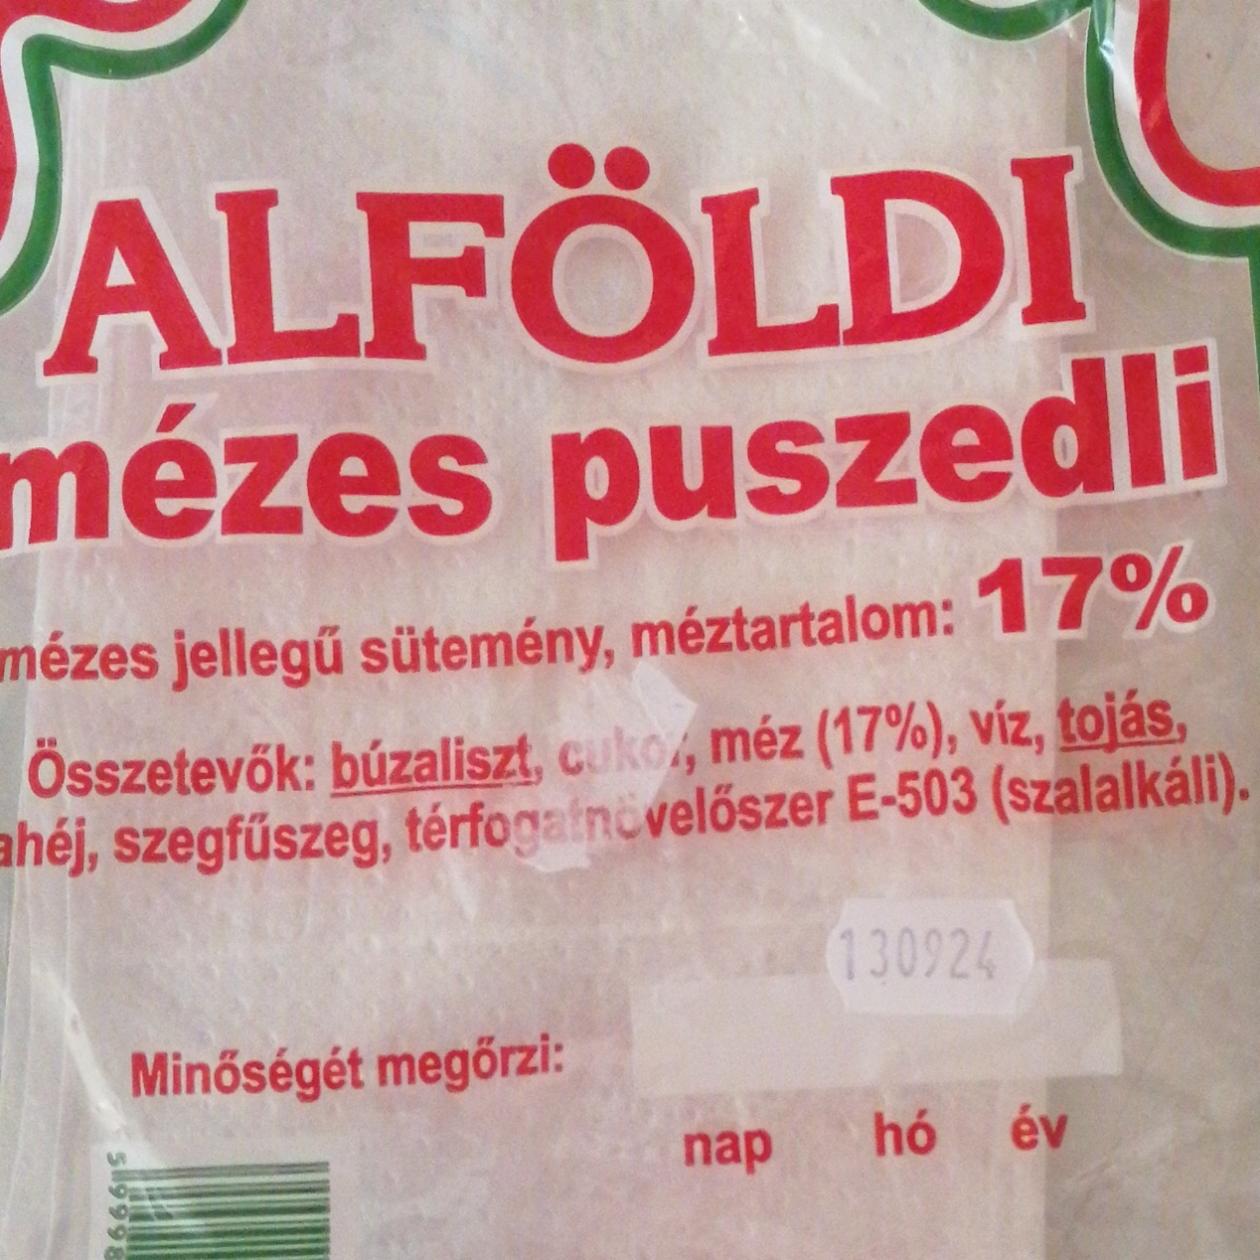 ALFÖLDI
mézes puszedli
mézes jellegű sütemény, méztartalom: 17%
Összetevők: búzaliszt, cukor, méz (17%), víz, tojás,
ahéj, szegfűszeg, térfogatnövelőszer E-503 (szalalkáli).
130924
Minőségét megőrzi:
nap hó év